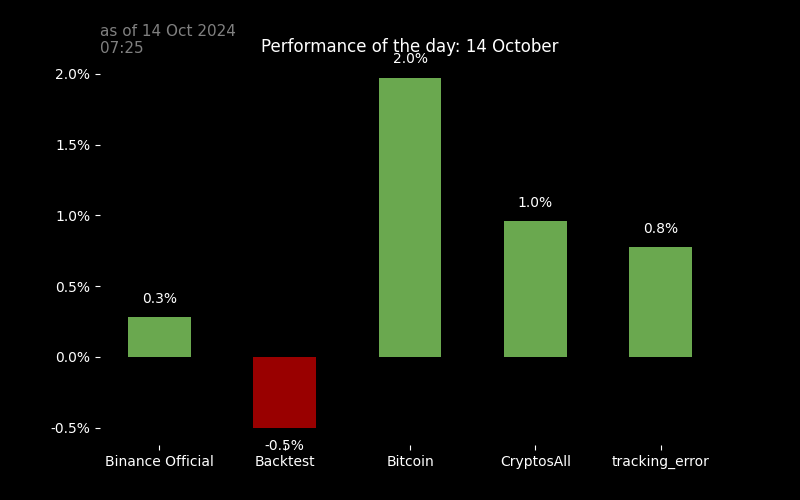 as of 14 Oct 2024
07:25
Performance of the day: 14 October
2.0%
2.0%
1.5%
1.0%
1.0%
0.8%
0.5%
0.3%
0.0%
-0.5%
-0.5%
Binance Official
Backtest
Bitcoin
CryptosAll
tracking_error